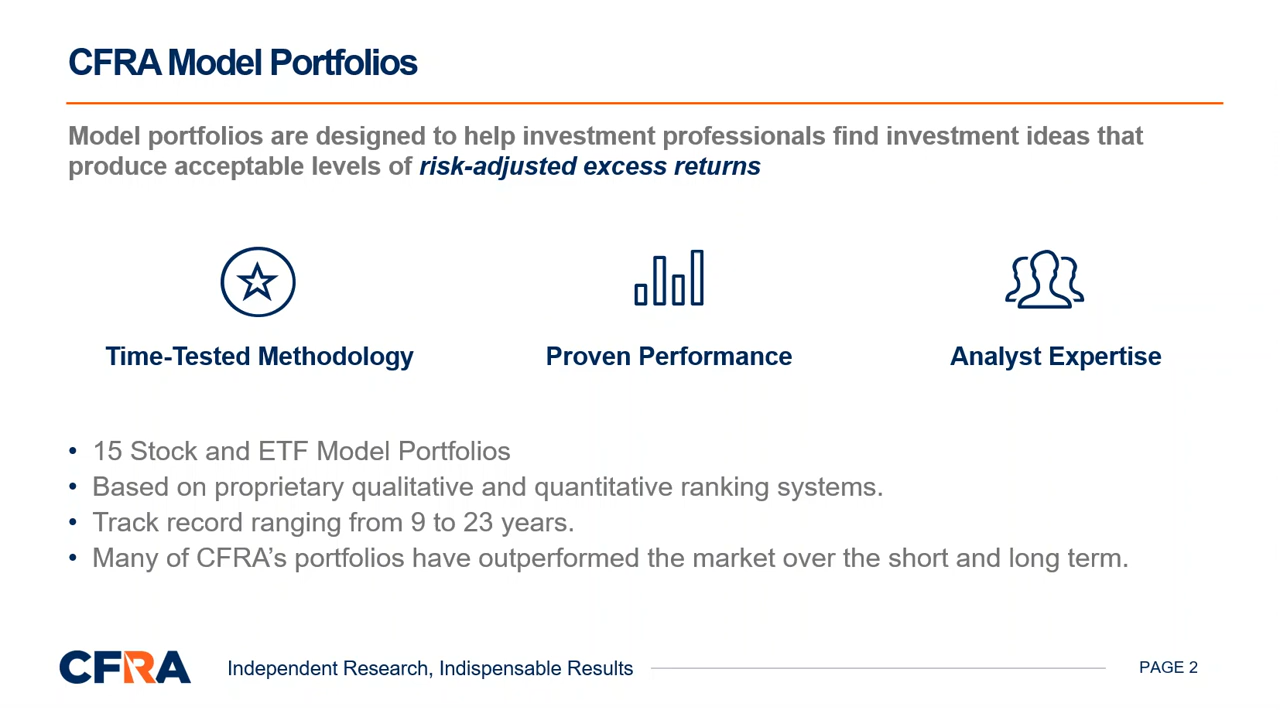 CFRA Model Portfolios
Model portfolios are designed to help investment professionals find investment ideas that
produce acceptable levels of risk-adjusted excess returns
Time-Tested Methodology
Proven Performance
Analyst Expertise
• 15 Stock and ETF Model Portfolios
• Based on proprietary qualitative and quantitative ranking systems.
• Track record ranging from 9 to 23 years.
• Many of CFRA’s portfolios have outperformed the market over the short and long term.
CFRA
Independent Research, Indispensable Results
PAGE 2